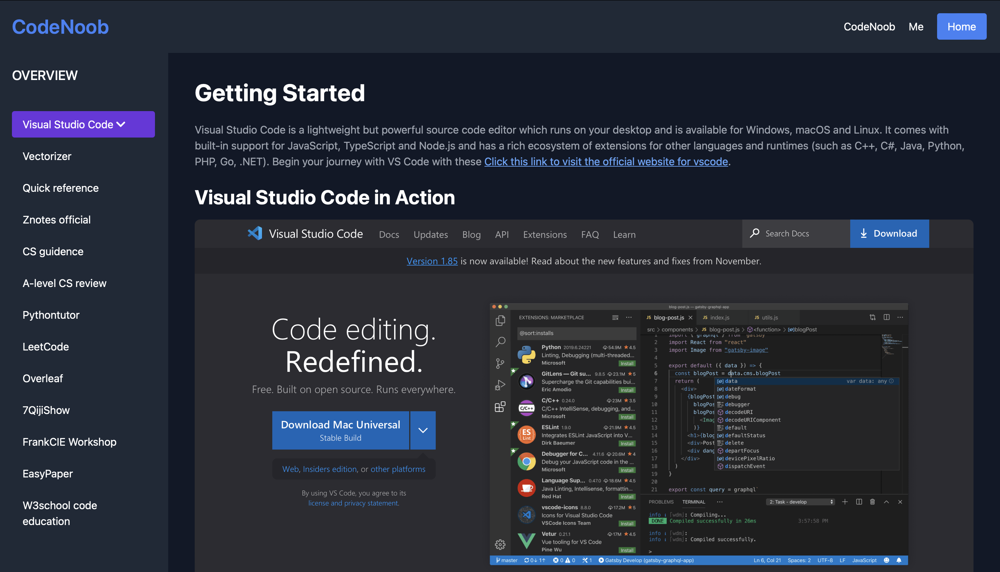 CodeNoob
CodeNoob Me Home
OVERVIEW
Visual Studio Code
Vectorizer
Quick reference
Znotes official
CS guidence
A-level CS review
Pythontutor
LeetCode
Overleaf
7QijiShow
FrankCIE Workshop
EasyPaper
W3school code
education
Getting Started
Visual Studio Code is a lightweight but powerful source code editor which runs on your desktop and is available for Windows, macOS and Linux. It comes with
built-in support for JavaScript, TypeScript and Node.js and has a rich ecosystem of extensions for other languages and runtimes (such as C++, C#, Java, Python,
PHP, Go, .NET). Begin your journey with VS Code with these Click this link to visit the official website for vscode.
Visual Studio Code in Action
Visual Studio Code Docs Updates Blog API Extensions FAQ Learn Search Docs Download
Version 1.85 is now available! Read about the new features and fixes from November.
Code editing.
Redefined.
Free. Built on open source. Runs everywhere.
Download Mac Universal
Stable Build
Web, Insiders edition, or other platforms
By using VS Code, you agree to its
license and privacy statement.
blog-post.js — gatsby-graphql-app
EXTENSIONS: MARKETPLACE
@sort:installs
Python 2019.6.24221 54.9M 4.5
Linting, Debugging (multi-threaded...
Microsoft Install
GitLens — Git su... 9.8.5 23.1M 5
Supercharge the Git capabilities bui...
Eric Amodio Install
C/C++ 0.24.0 23M 3.5
C/C++ IntelliSense, debugging, and...
Microsoft Install
ESLint 1.9.0 21.9M 4.5
Integrates ESLint JavaScript into V...
Dirk Baeumer Install
Debugger for C... 4.11.6 20.6M 4
Debug your JavaScript code in the ...
Microsoft Install
Language Sup... 0.47.0 18.6M 4.5
Java Linting, Intellisense, formattin...
Red Hat Install
vscode-icons 8.8.0 17.2M 5
Icons for Visual Studio Code
VSCode Icons Team Install
Vetur 0.21.1 17M 4.5
Vue tooling for VS Code
Pine Wu Install
JS blog-post.js JS index.js JS utils.js
src > components > JS blog-post.js > <function> > blogPost
1 import { graphql } from "gatsby"
2 import React from "react"
3 import Image from "gatsby-image"
4
5 export default ({ data }) => {
6 const blogPost = data.cms.blogPost
7 return ( data var data: any
8 <div> dateFormat
9 {blogPost debug
10 blogPos debugger
11 blogPos decodeURI
12 <Imag decodeURIComponent
13 )} default
14 <h1>{blog defaultStatus
15 <div>Post delete
16 <div dang departFocus
17 </div> devicePixelRatio
18 ) dispatchEvent
19 }
20
21 export const query = graphql`
PROBLEMS TERMINAL ... 2: Task - develop
info i ｢wdm｣: Compiling...
DONE Compiled successfully in 26ms 3:57:58 PM
info i ｢wdm｣:
info i ｢wdm｣: Compiled successfully.
>
master 0↓ 1↑ 0 0 1 Gatsby Develop (gatsby-graphql-app) Ln 6, Col 21 Spaces: 2 UTF-8 LF JavaScript